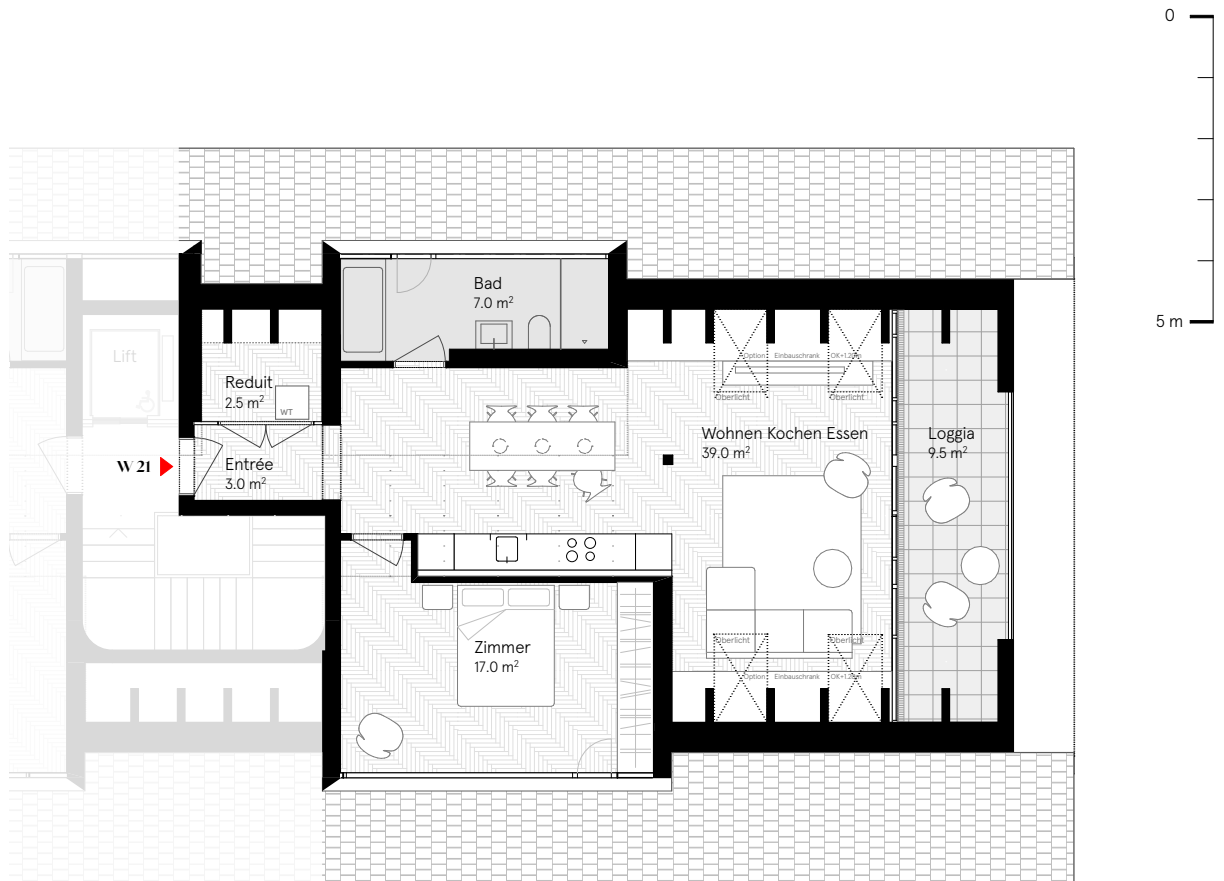 0
5 m
Lift
Bad
7.0 m²
Reduit
2.5 m²
WT
W 21
Entrée
3.0 m²
Option Einbauschrank OK+1.20m
Oberlicht Oberlicht
Wohnen Kochen Essen
39.0 m²
Loggia
9.5 m²
Zimmer
17.0 m²
Oberlicht Oberlicht
Option Einbauschrank OK+1.20m